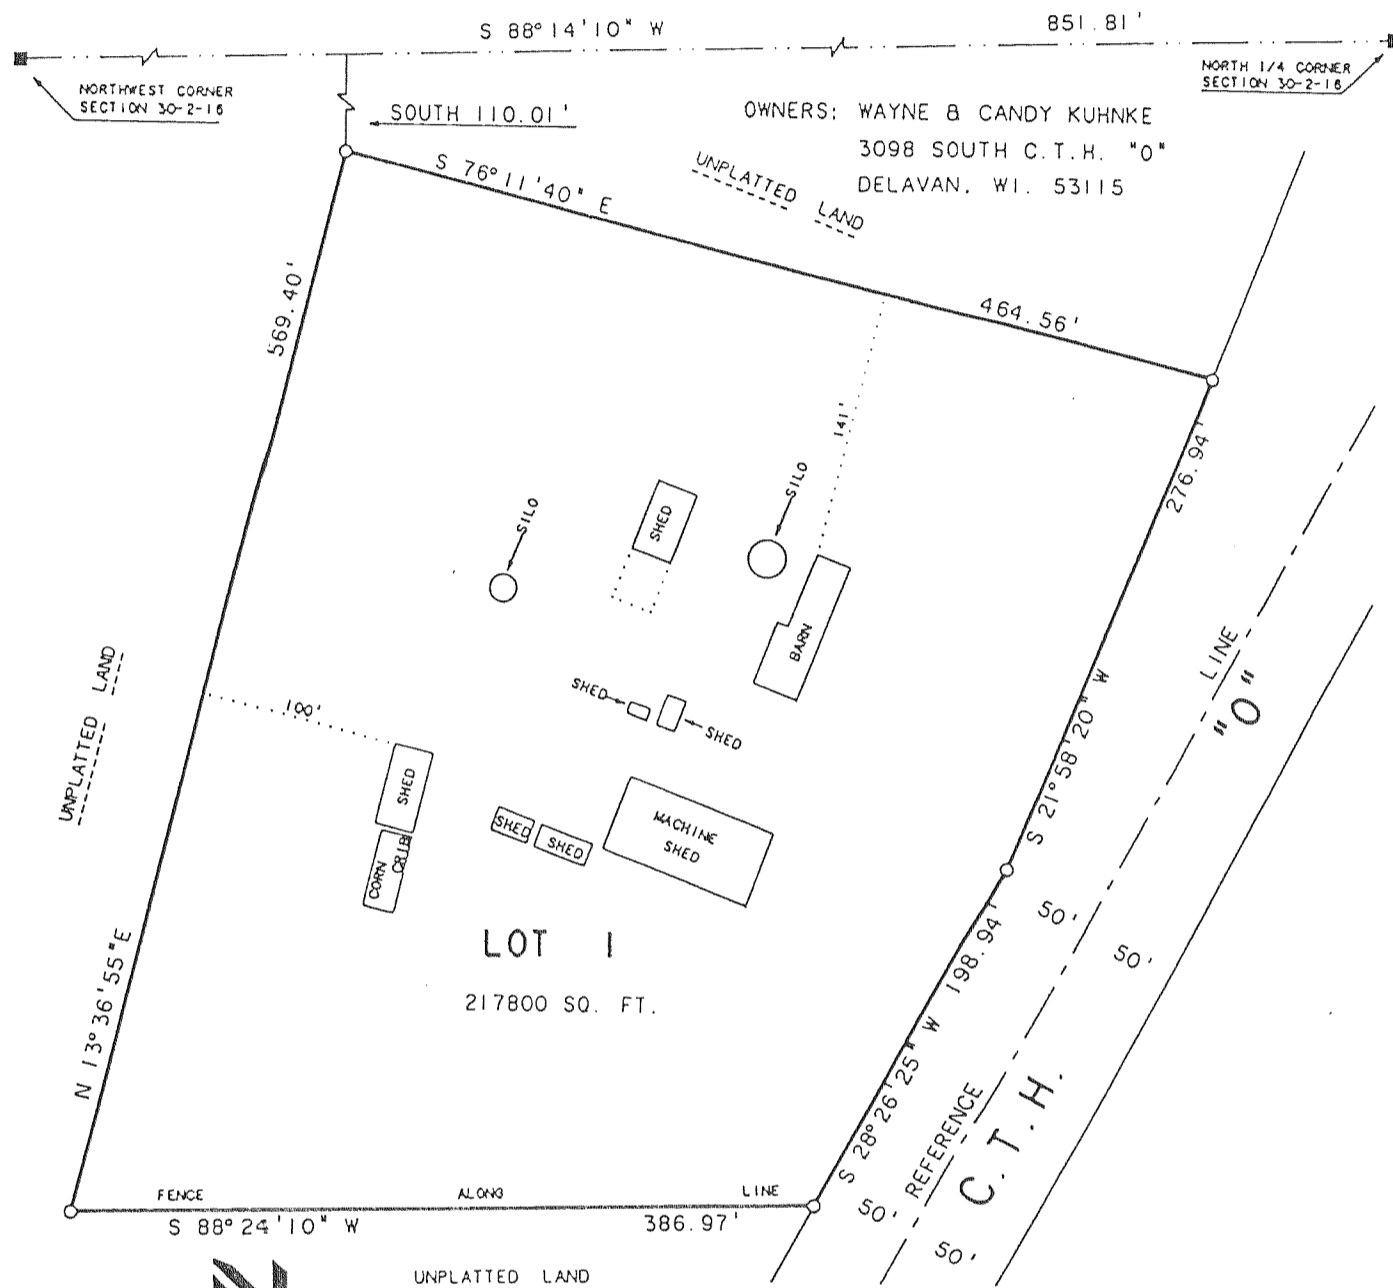 S 88°14'10" W
851.81'
NORTHWEST CORNER
SECTION 30-2-16
NORTH 1/4 CORNER
SECTION 30-2-16
SOUTH 110.01'
OWNERS: WAYNE & CANDY KUHNKE
3098 SOUTH C.T.H. "O"
DELAVAN, WI. 53115
S 76°11'40" E
UNPLATTED LAND
464.56'
569.40'
141'
276.94'
SILO
SHED
SILO
BARN
UNPLATTED LAND
100'
SHED
SHED
LINE
"O"
S 21°58'20" W
SHED
CORN
CRIB
SHED
SHED
MACHINE
SHED
LOT 1
217800 SQ. FT.
N 13°36'55"E
198.94'
50'
50'
S 28°26'25" W
REFERENCE
C.T.H.
50'
50'
FENCE ALONG LINE
S 88°24'10" W
386.97'
UNPLATTED LAND